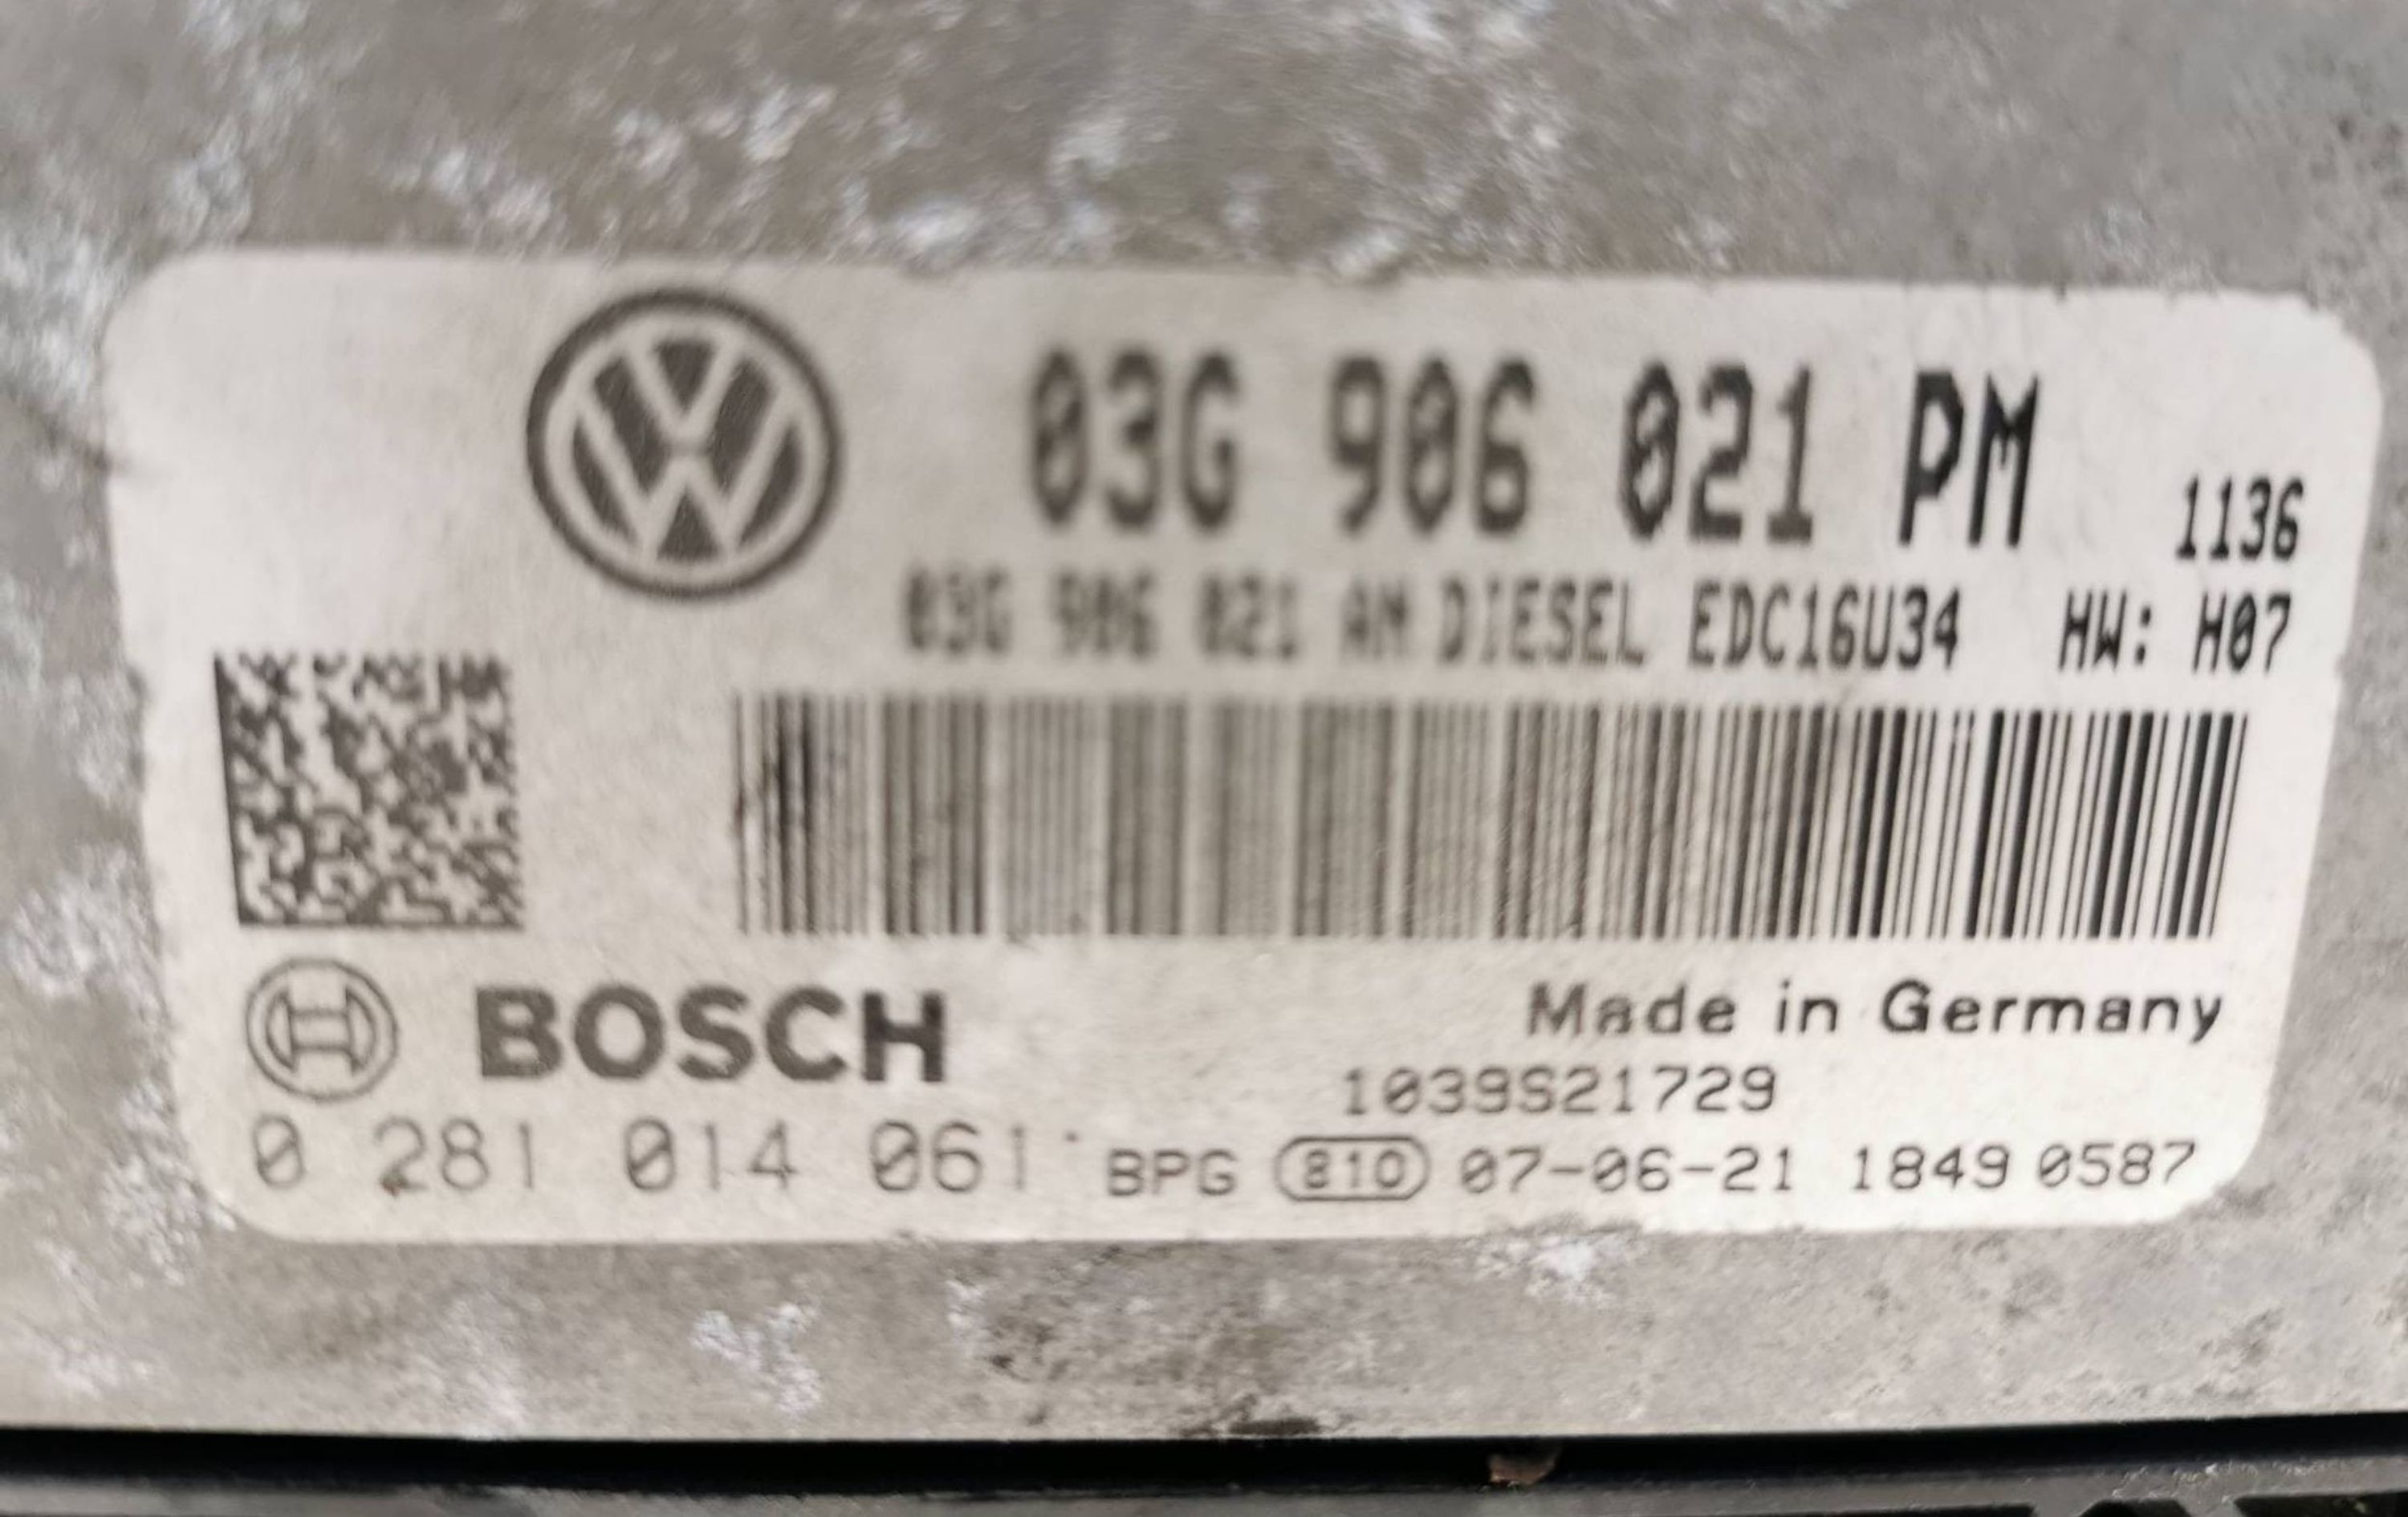 03G 906 021 PM 1136
03G 906 021 AM DIESEL EDC16U34 HW: H07
BOSCH
Made in Germany
1039S21729
0 281 014 061 BPG 810 07-06-21 1849 0587